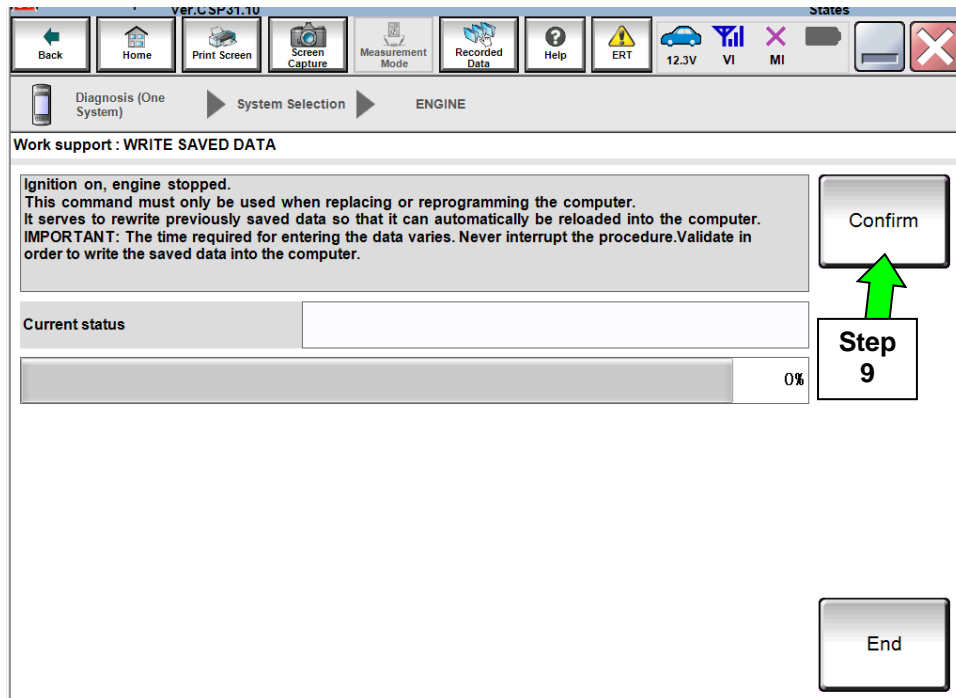 Ver.CSP31.10
States
Back
Home
Print Screen
Screen
Capture
Measurement
Mode
Recorded
Data
Help
ERT
12.3V
VI
MI
Diagnosis (One
System)
System Selection
ENGINE
Work support : WRITE SAVED DATA
Ignition on, engine stopped.
This command must only be used when replacing or reprogramming the computer.
It serves to rewrite previously saved data so that it can automatically be reloaded into the computer.
IMPORTANT: The time required for entering the data varies. Never interrupt the procedure.Validate in
order to write the saved data into the computer.
Confirm
Current status
Step
9
0%
End